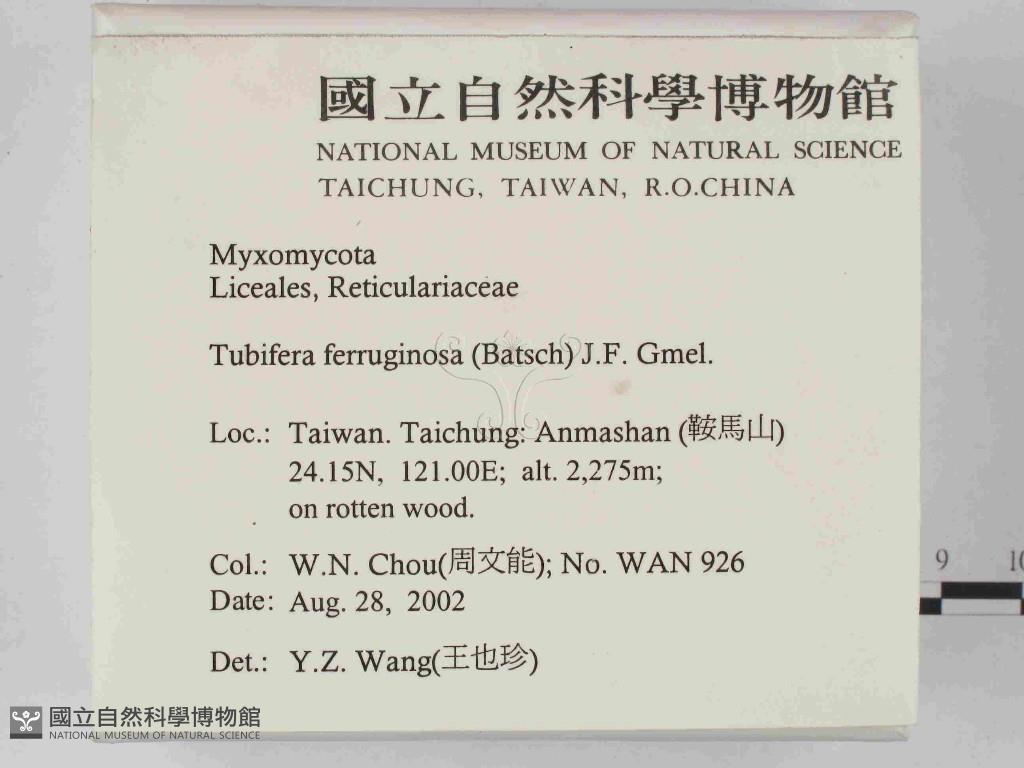 國立自然科學博物館
NATIONAL MUSEUM OF NATURAL SCIENCE
TAICHUNG, TAIWAN, R.O.CHINA
Myxomycota
Liceales, Reticulariaceae
Tubifera ferruginosa (Batsch) J.F. Gmel.
Loc.: Taiwan. Taichung: Anmashan (鞍馬山)
24.15N, 121.00E; alt. 2,275m;
on rotten wood.
Col.: W.N. Chou(周文能); No. WAN 926
Date: Aug. 28, 2002
Det.: Y.Z. Wang(王也珍)
9 10
國立自然科學博物館
NATIONAL MUSEUM OF NATURAL SCIENCE